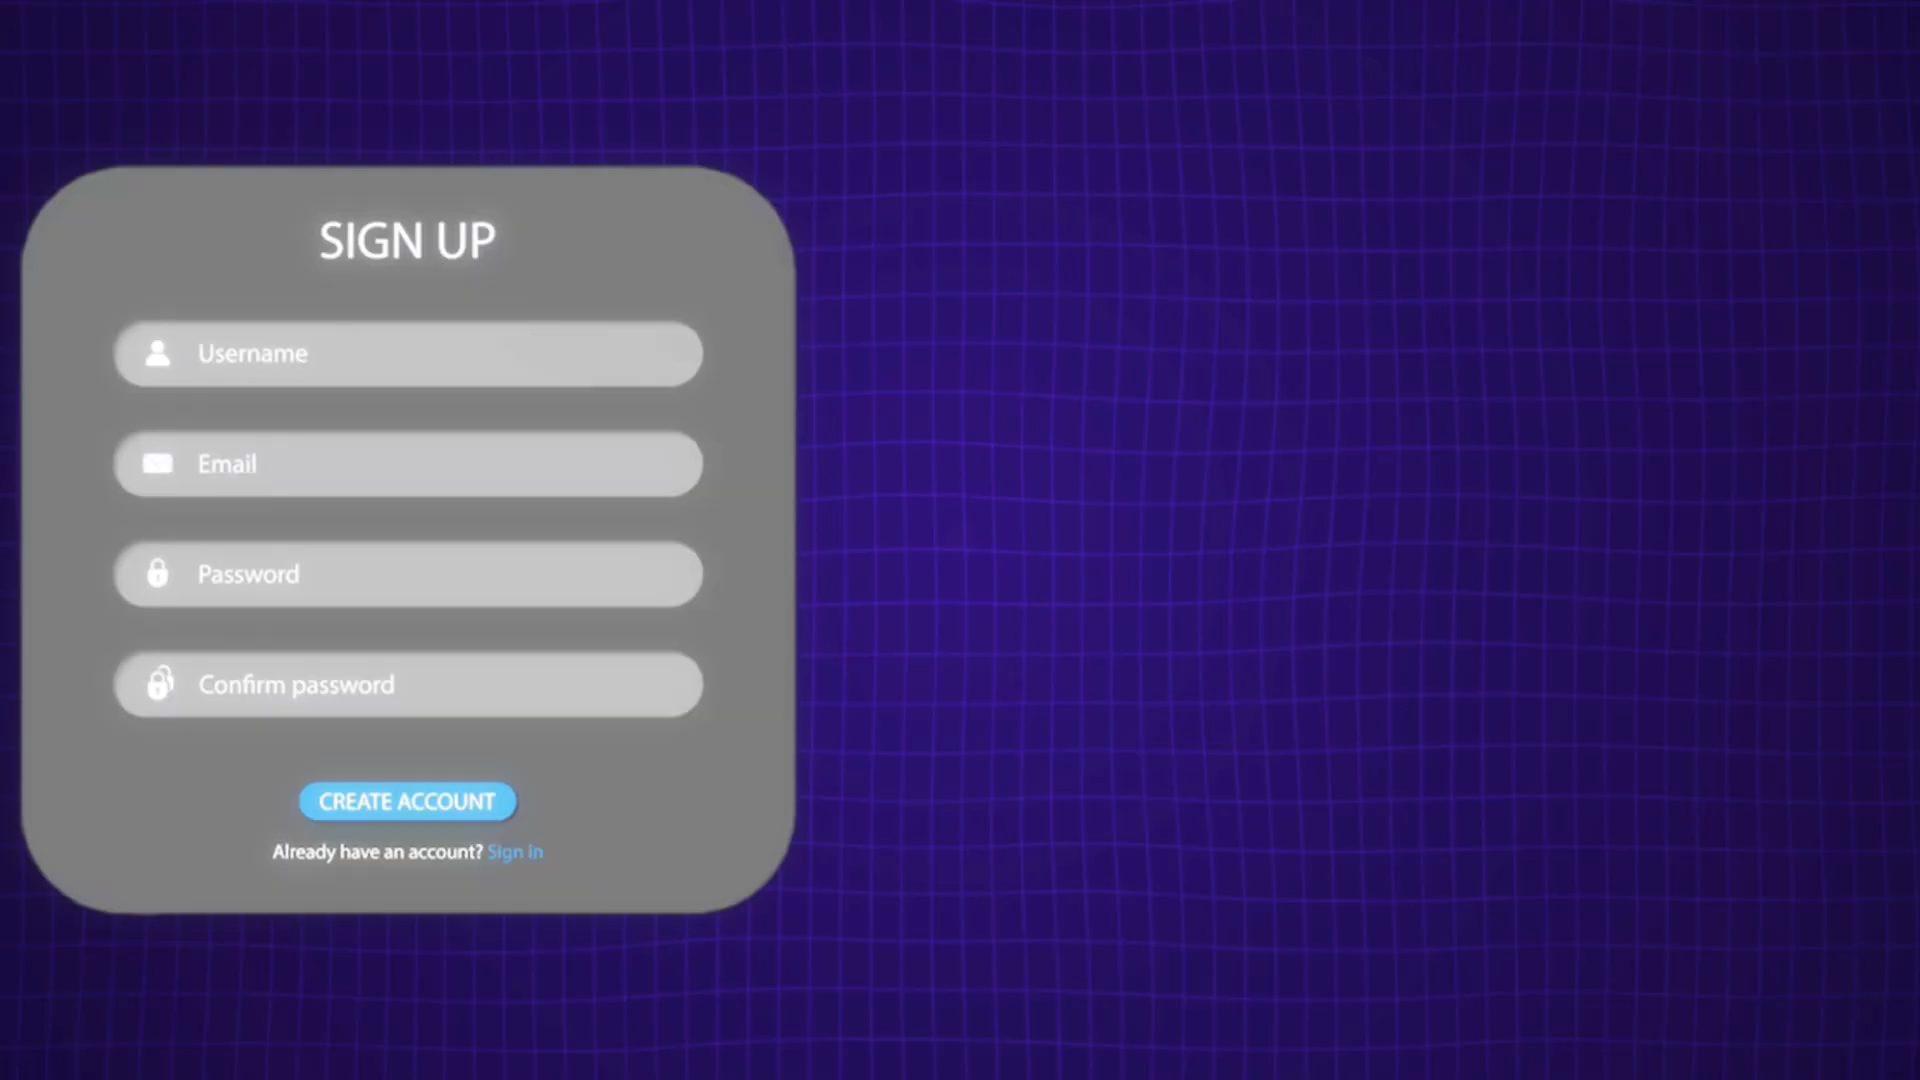 SIGN UP
Username
Email
Password
Confirm password
CREATE ACCOUNT
Already have an account? Sign in